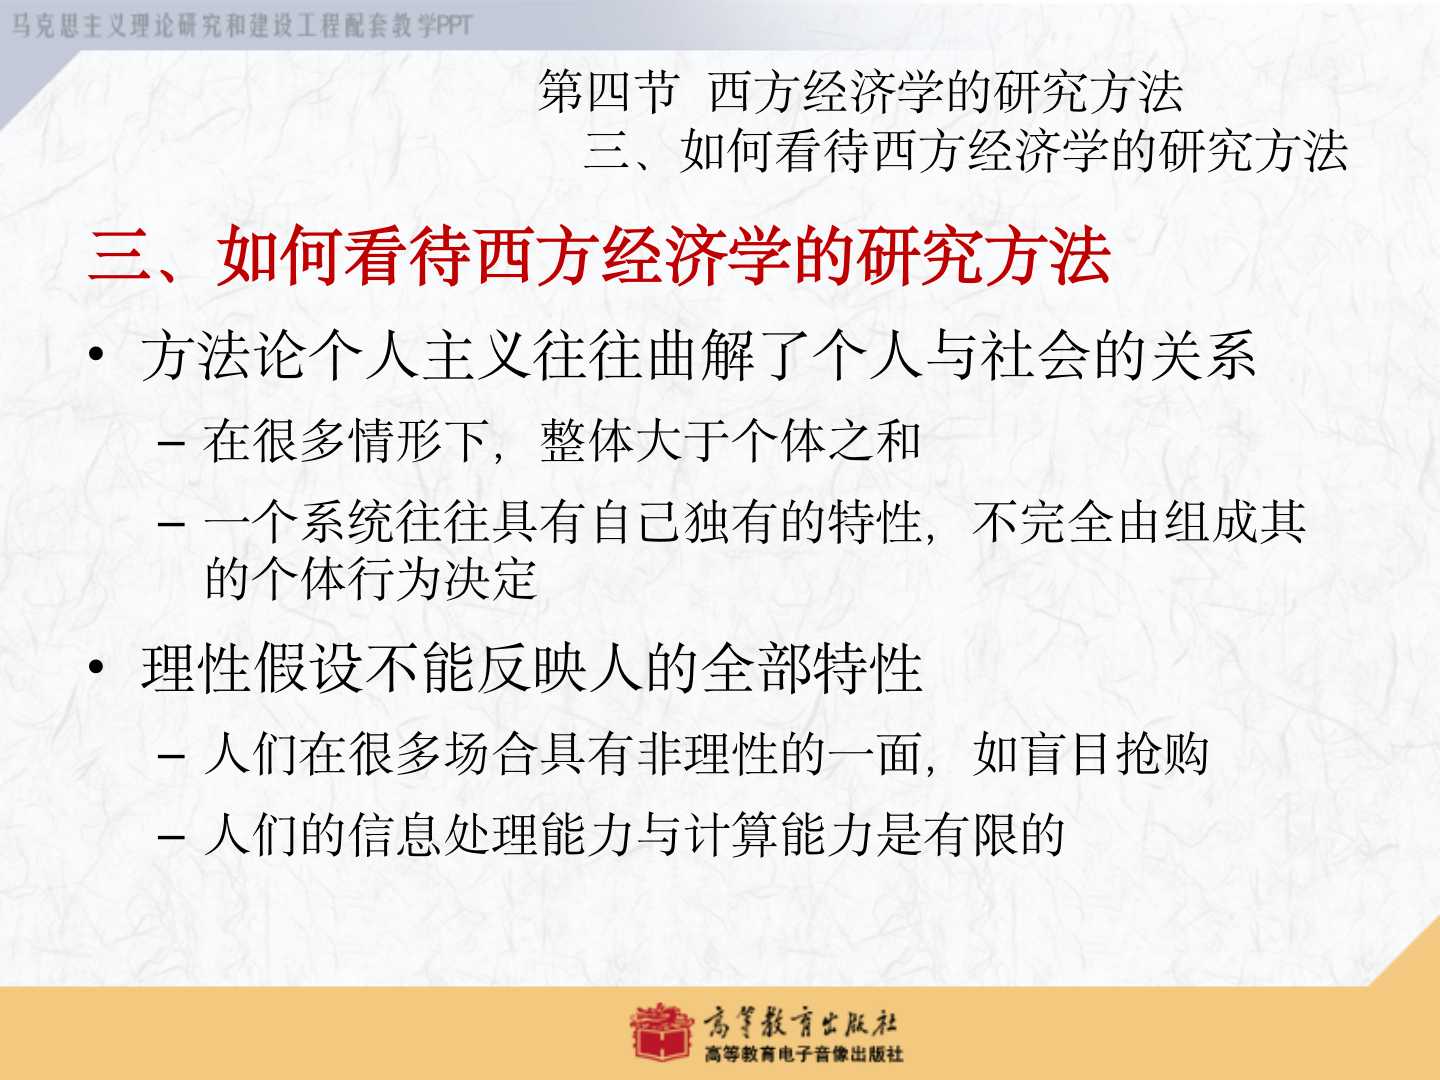 马克思主义理论研究和建设工程配套教学PPT
第四节 西方经济学的研究方法
三、如何看待西方经济学的研究方法
三、如何看待西方经济学的研究方法
• 方法论个人主义往往曲解了个人与社会的关系
– 在很多情形下，整体大于个体之和
– 一个系统往往具有自己独有的特性，不完全由组成其
的个体行为决定
• 理性假设不能反映人的全部特性
– 人们在很多场合具有非理性的一面，如盲目抢购
– 人们的信息处理能力与计算能力是有限的
高等教育出版社
高等教育电子音像出版社